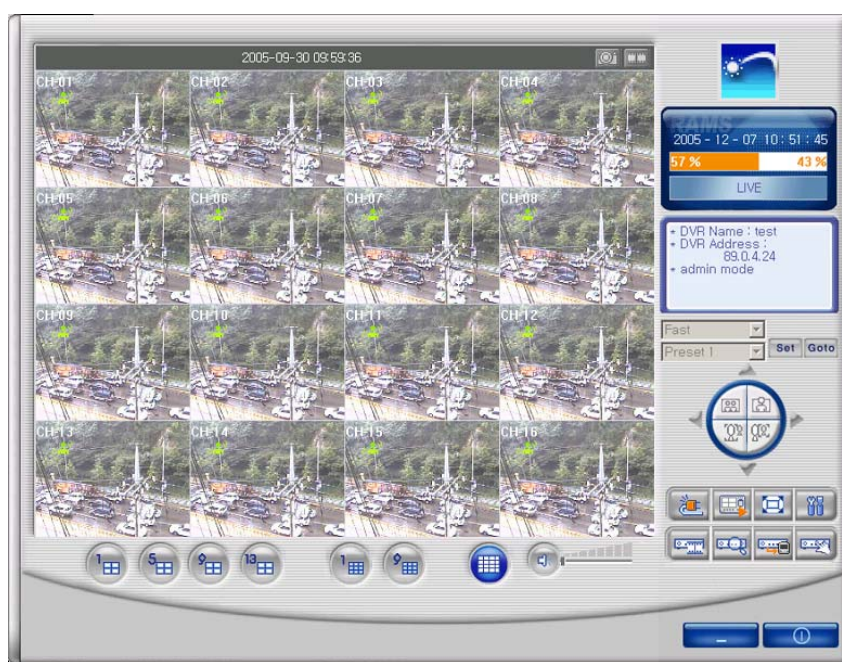 2005-09-30 09:59:36
CH-01
CH-02
CH-03
CH-04
CH-05
CH-06
CH-07
CH-08
CH-09
CH-10
CH-11
CH-12
CH-13
CH-14
CH-15
CH-16
RAMS
2005 - 12 - 07 10 : 51 : 45
57 % 43 %
LIVE
* DVR Name : test
* DVR Address :
89.0.4.24
* admin mode
Fast
Preset 1 Set Goto
1 5 9 13 1 9